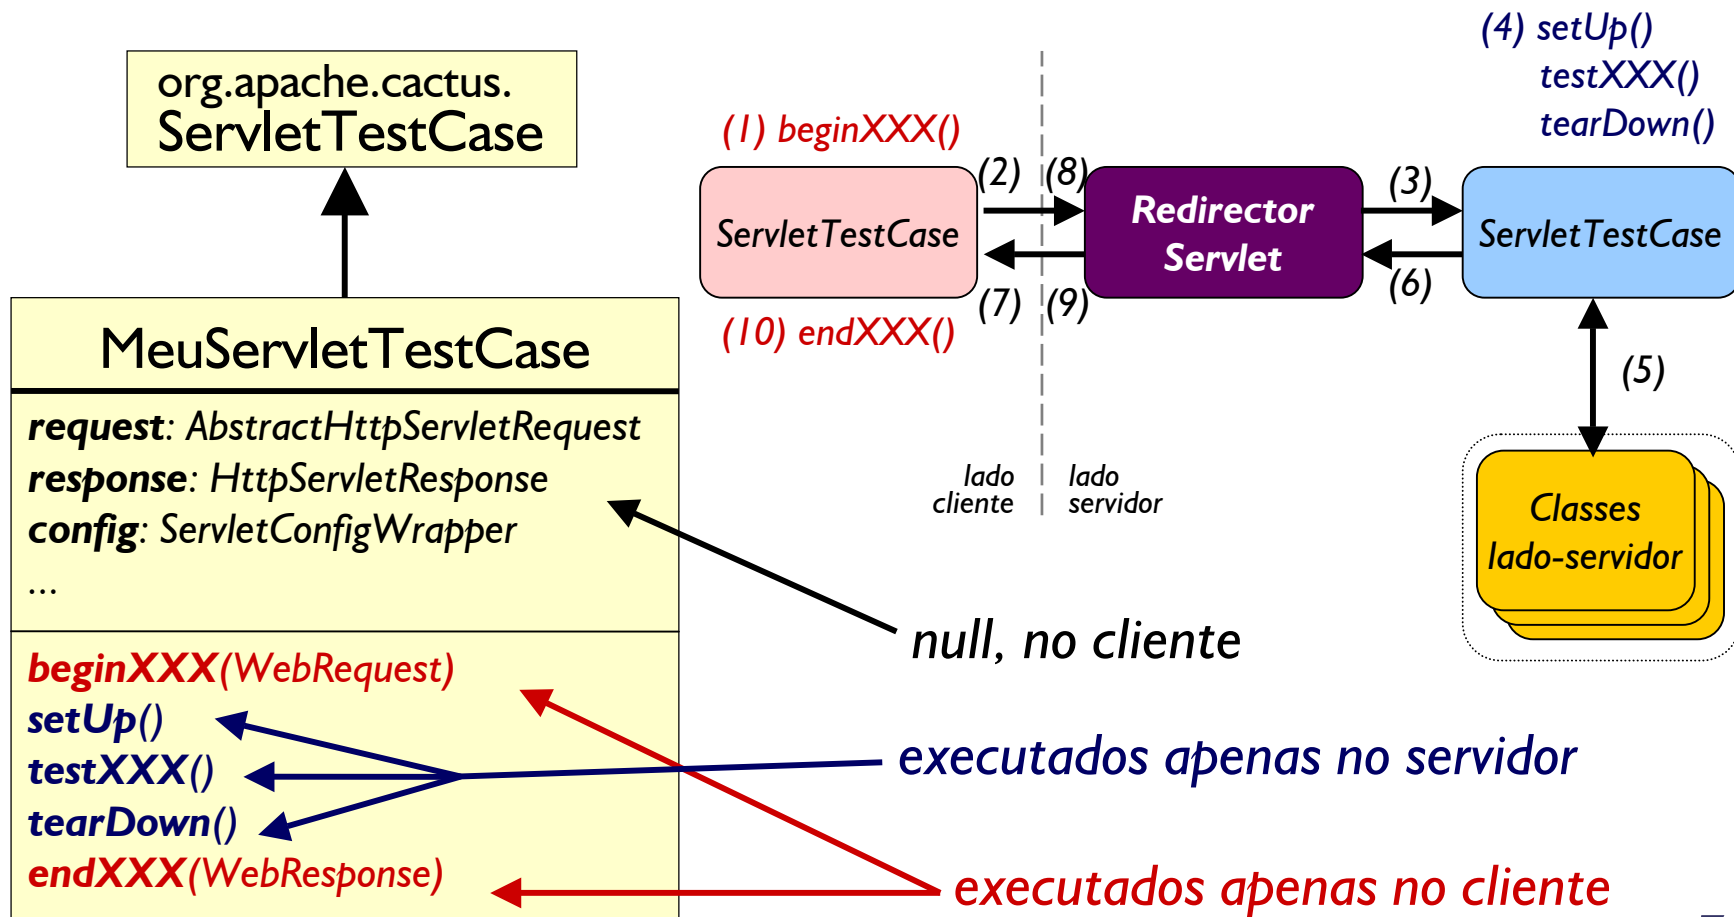 org.apache.cactus.
ServletTestCase
MeuServletTestCase
request: AbstractHttpServletRequest
response: HttpServletResponse
config: ServletConfigWrapper
...
beginXXX(WebRequest)
setUp()
testXXX()
tearDown()
endXXX(WebResponse)
(1) beginXXX()
ServletTestCase
(10) endXXX()
(2)
(8)
(7)
(9)
Redirector
Servlet
(3)
(6)
(4) setUp()
testXXX()
tearDown()
ServletTestCase
(5)
lado
cliente
lado
servidor
Classes
lado-servidor
null, no cliente
executados apenas no servidor
executados apenas no cliente